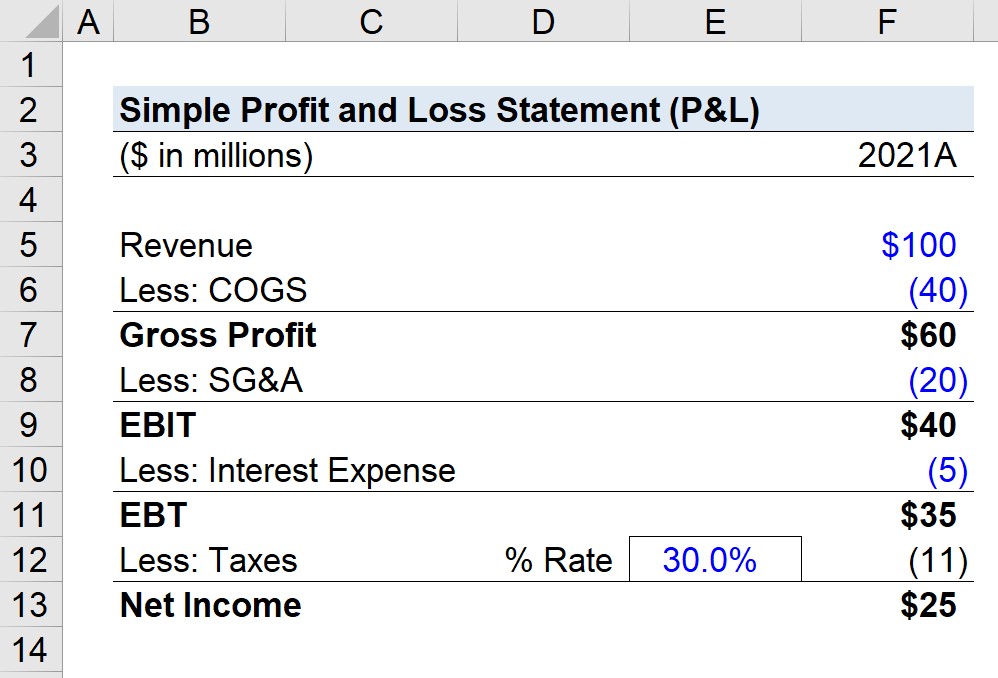 A B C D E F
1
2 Simple Profit and Loss Statement (P&L)
3 ($ in millions) 2021A
4
5 Revenue $100
6 Less: COGS (40)
7 Gross Profit $60
8 Less: SG&A (20)
9 EBIT $40
10 Less: Interest Expense (5)
11 EBT $35
12 Less: Taxes % Rate 30.0% (11)
13 Net Income $25
14